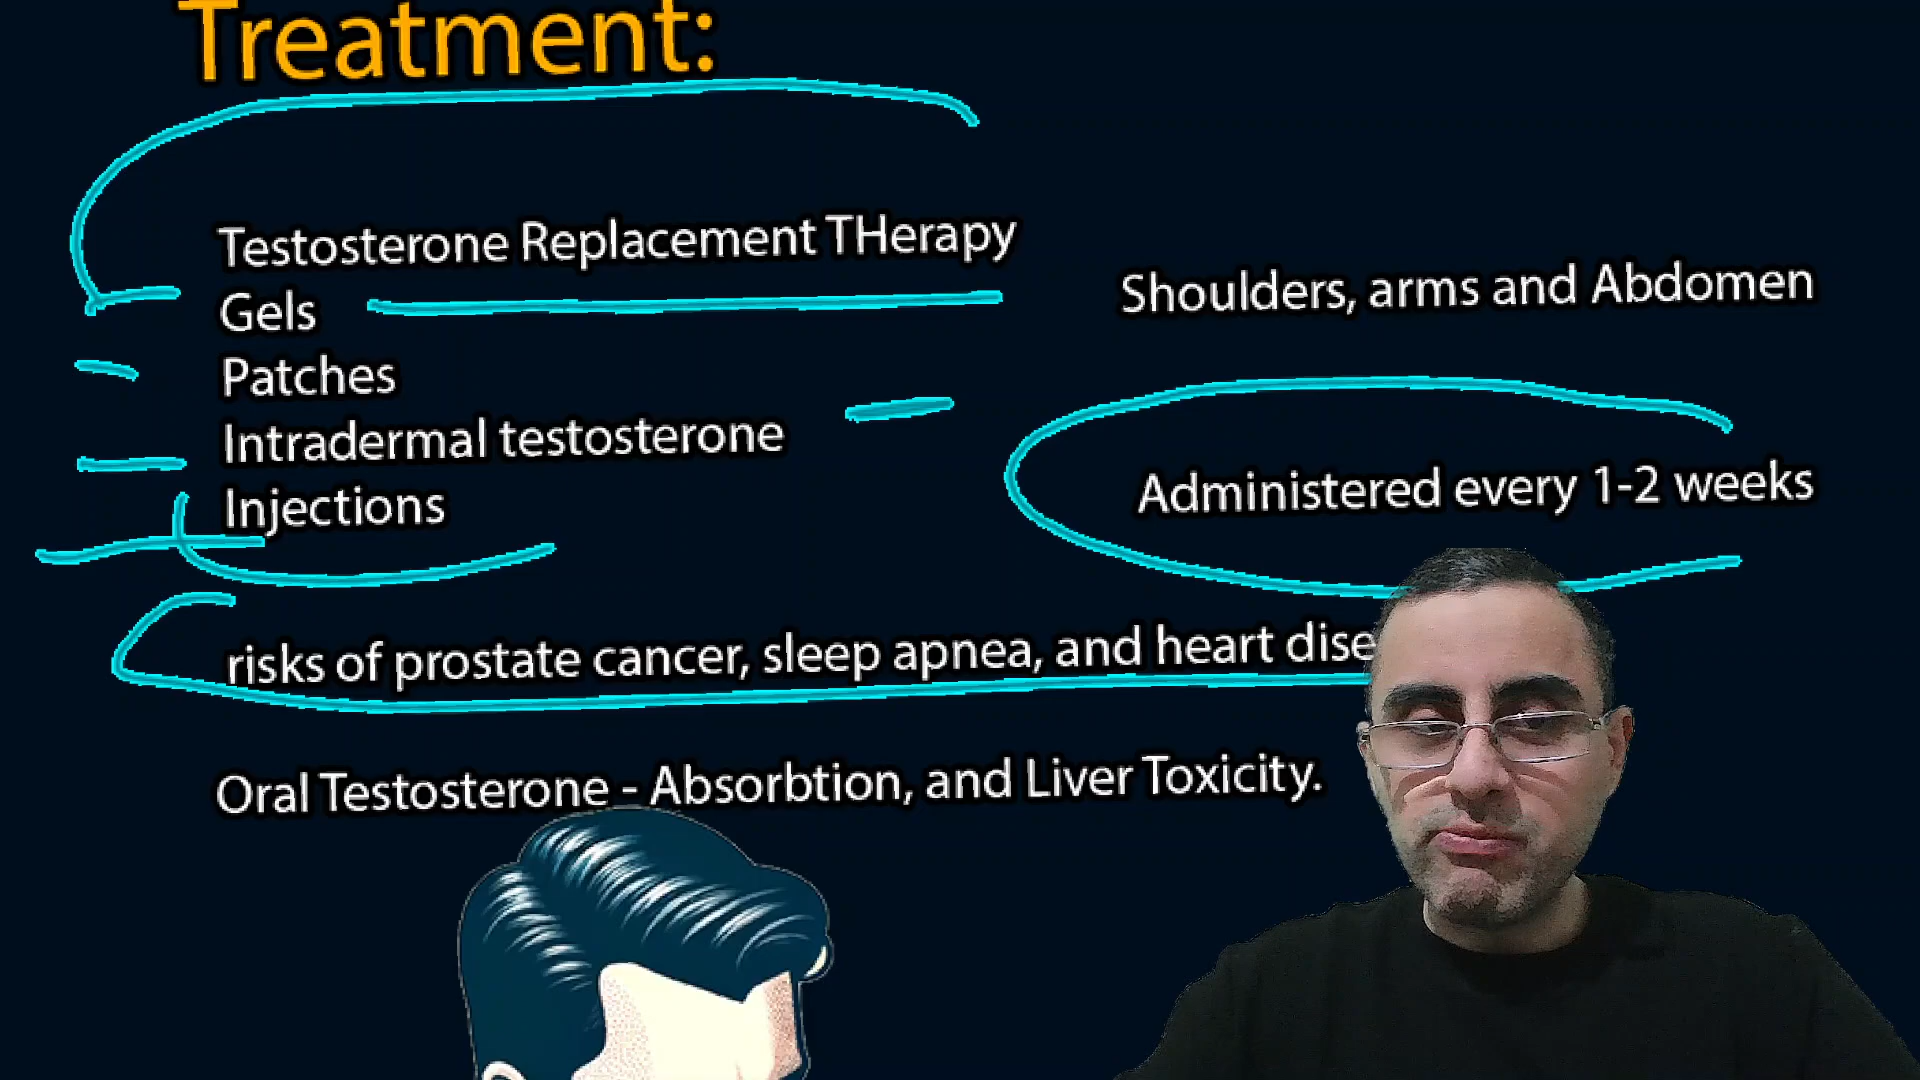 Treatment:
Testosterone Replacement THerapy
Gels
Shoulders, arms and Abdomen
Patches
Intradermal testosterone
Injections
Administered every 1-2 weeks
risks of prostate cancer, sleep apnea, and heart
Oral Testosterone - Absorbtion, and Liver Toxicity.